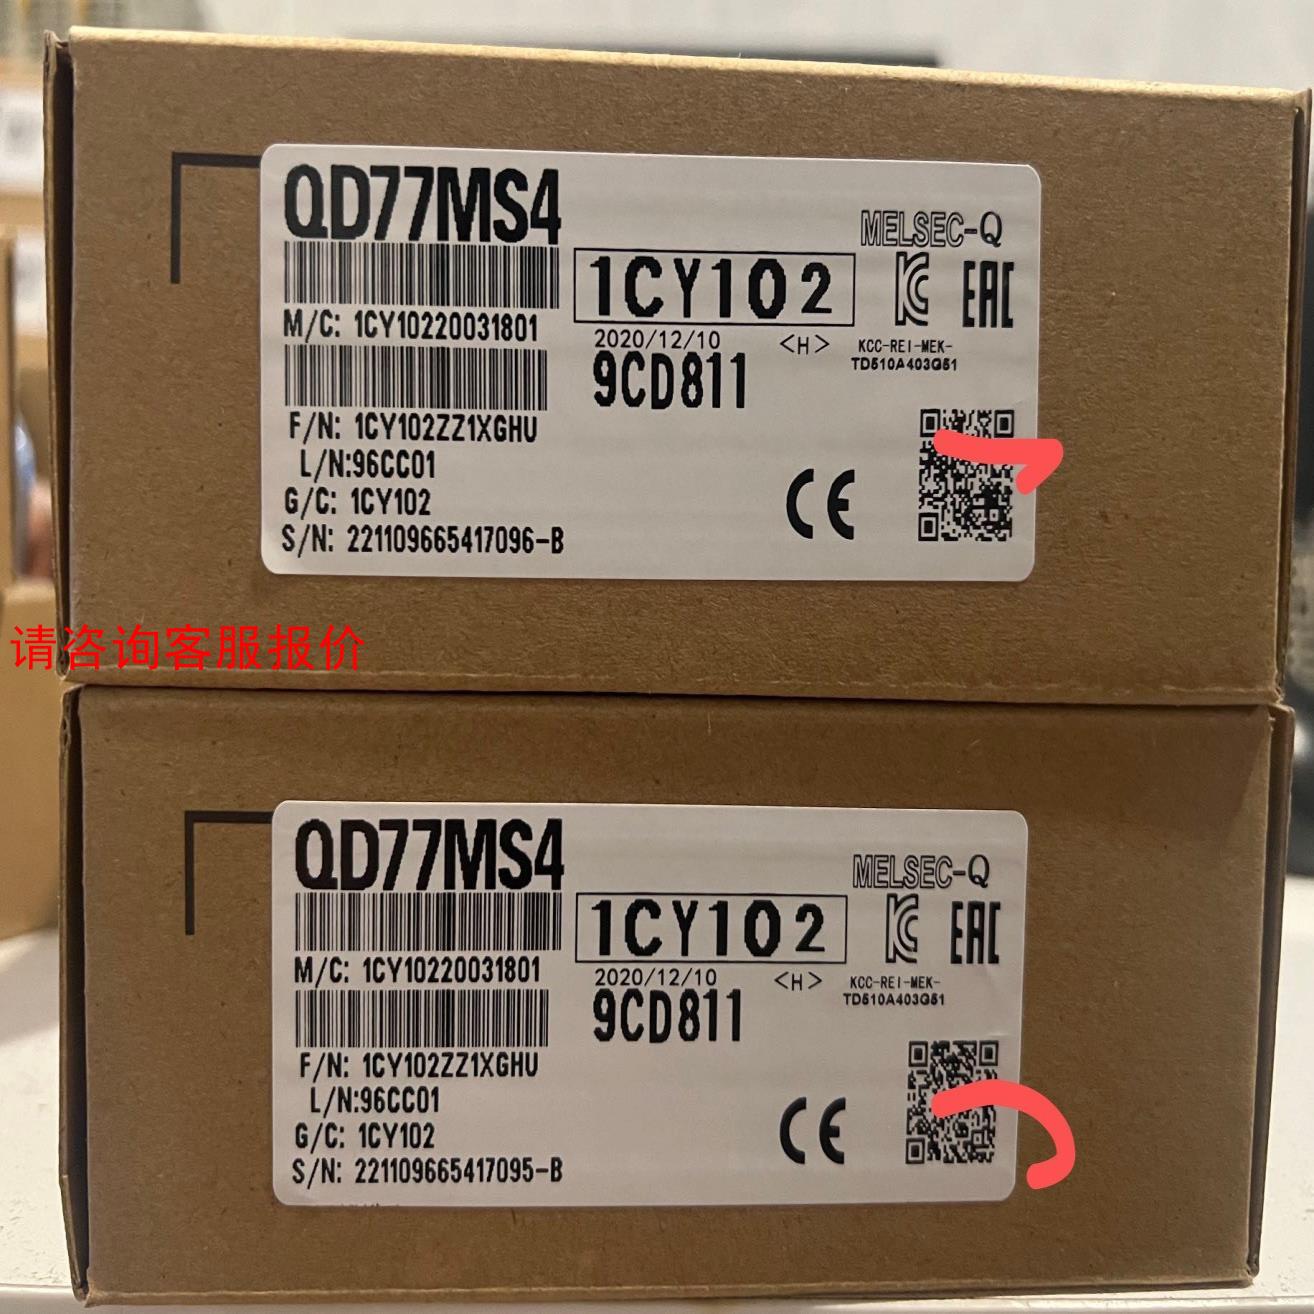 QD77MS4
MELSEC-Q
1CY102
M/C: 1CY10220031801
2020/12/10 <H>
KCC-REI-MEK-
TD510A403G51
9CD811
F/N: 1CY102ZZ1XGHU
L/N:96CC01
G/C: 1CY102
S/N: 221109665417096-B
CE
EAC
请咨询客服报价
QD77MS4
MELSEC-Q
1CY102
M/C: 1CY10220031801
2020/12/10 <H>
KCC-REI-MEK-
TD510A403G51
9CD811
F/N: 1CY102ZZ1XGHU
L/N:96CC01
G/C: 1CY102
S/N: 221109665417095-B
CE
EAC